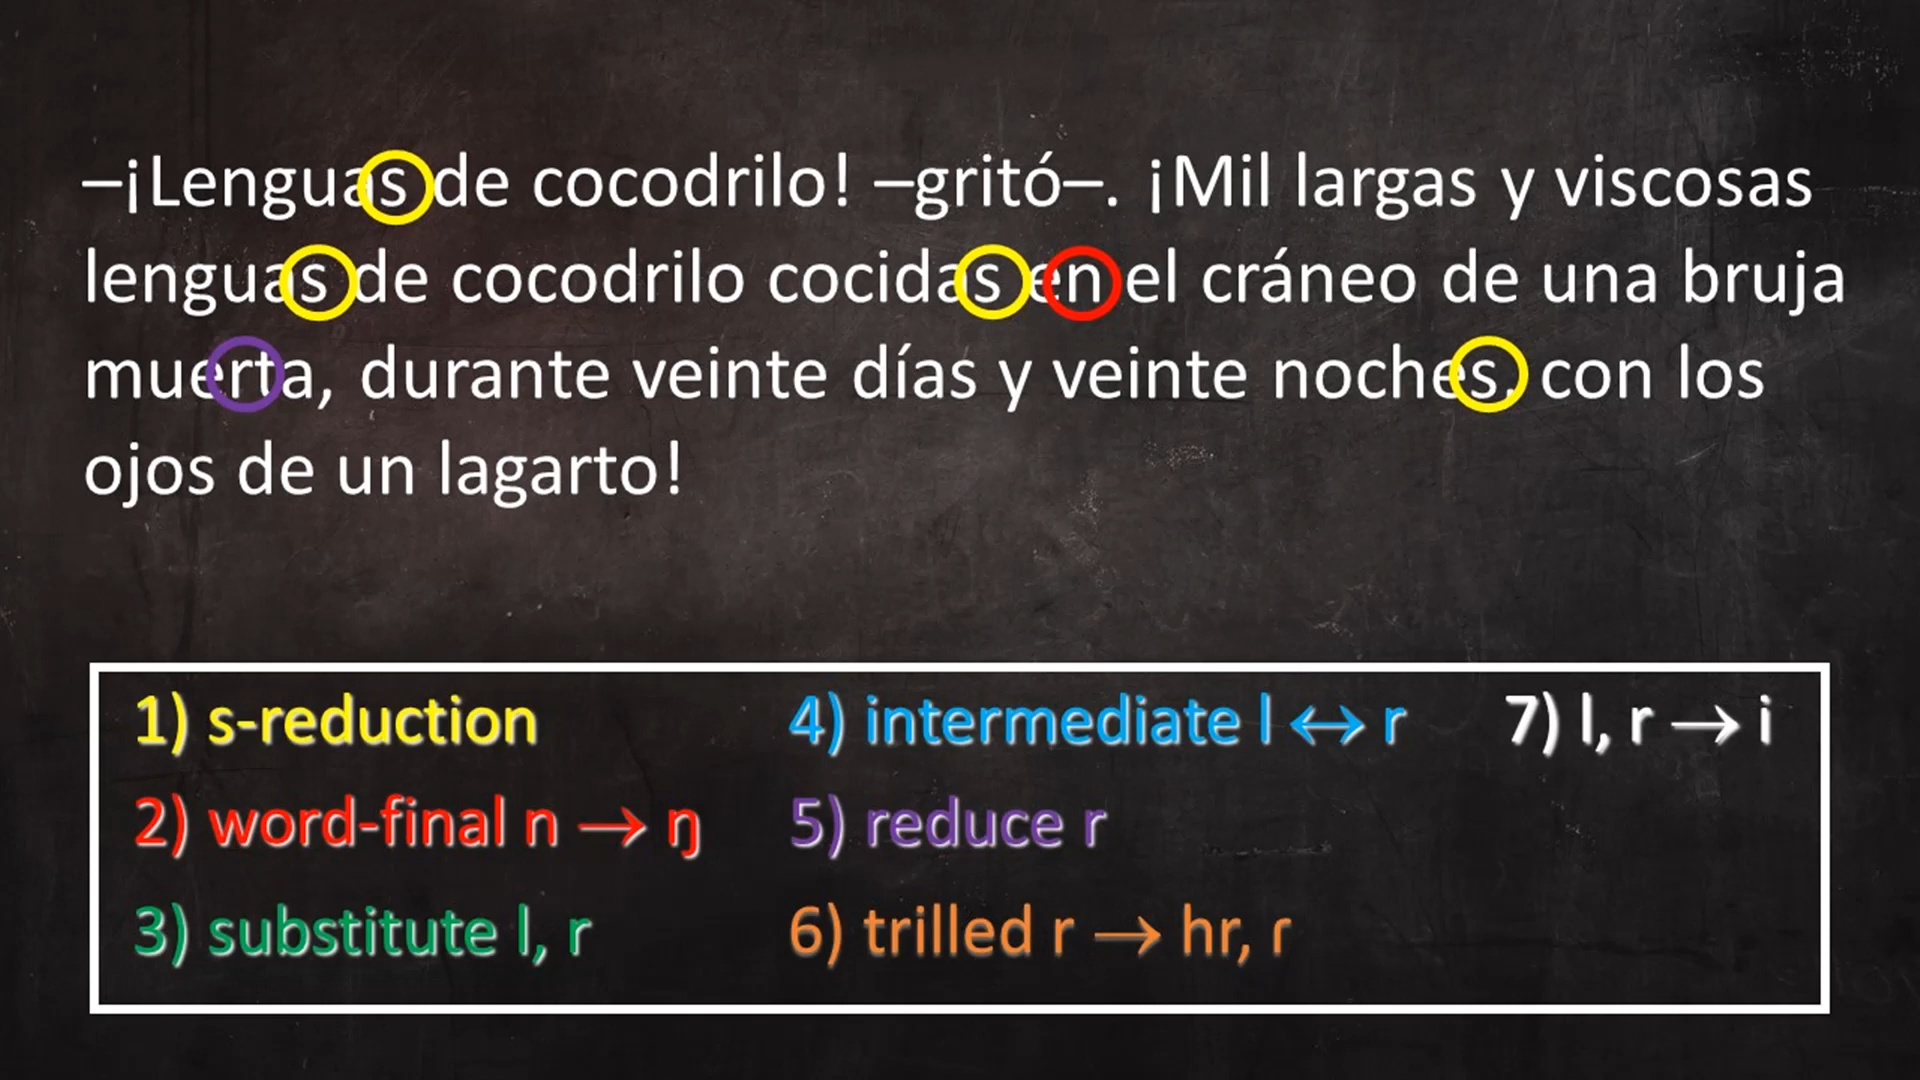 –¡Lenguas de cocodrilo! –gritó–. ¡Mil largas y viscosas
lenguas de cocodrilo cocidas en el cráneo de una bruja
muerta, durante veinte días y veinte noches, con los
ojos de un lagarto!
1) s-reduction
2) word-final n → ŋ
3) substitute l, r
4) intermediate l ↔ r
5) reduce r
6) trilled r → hr, ɾ
7) l, r → i